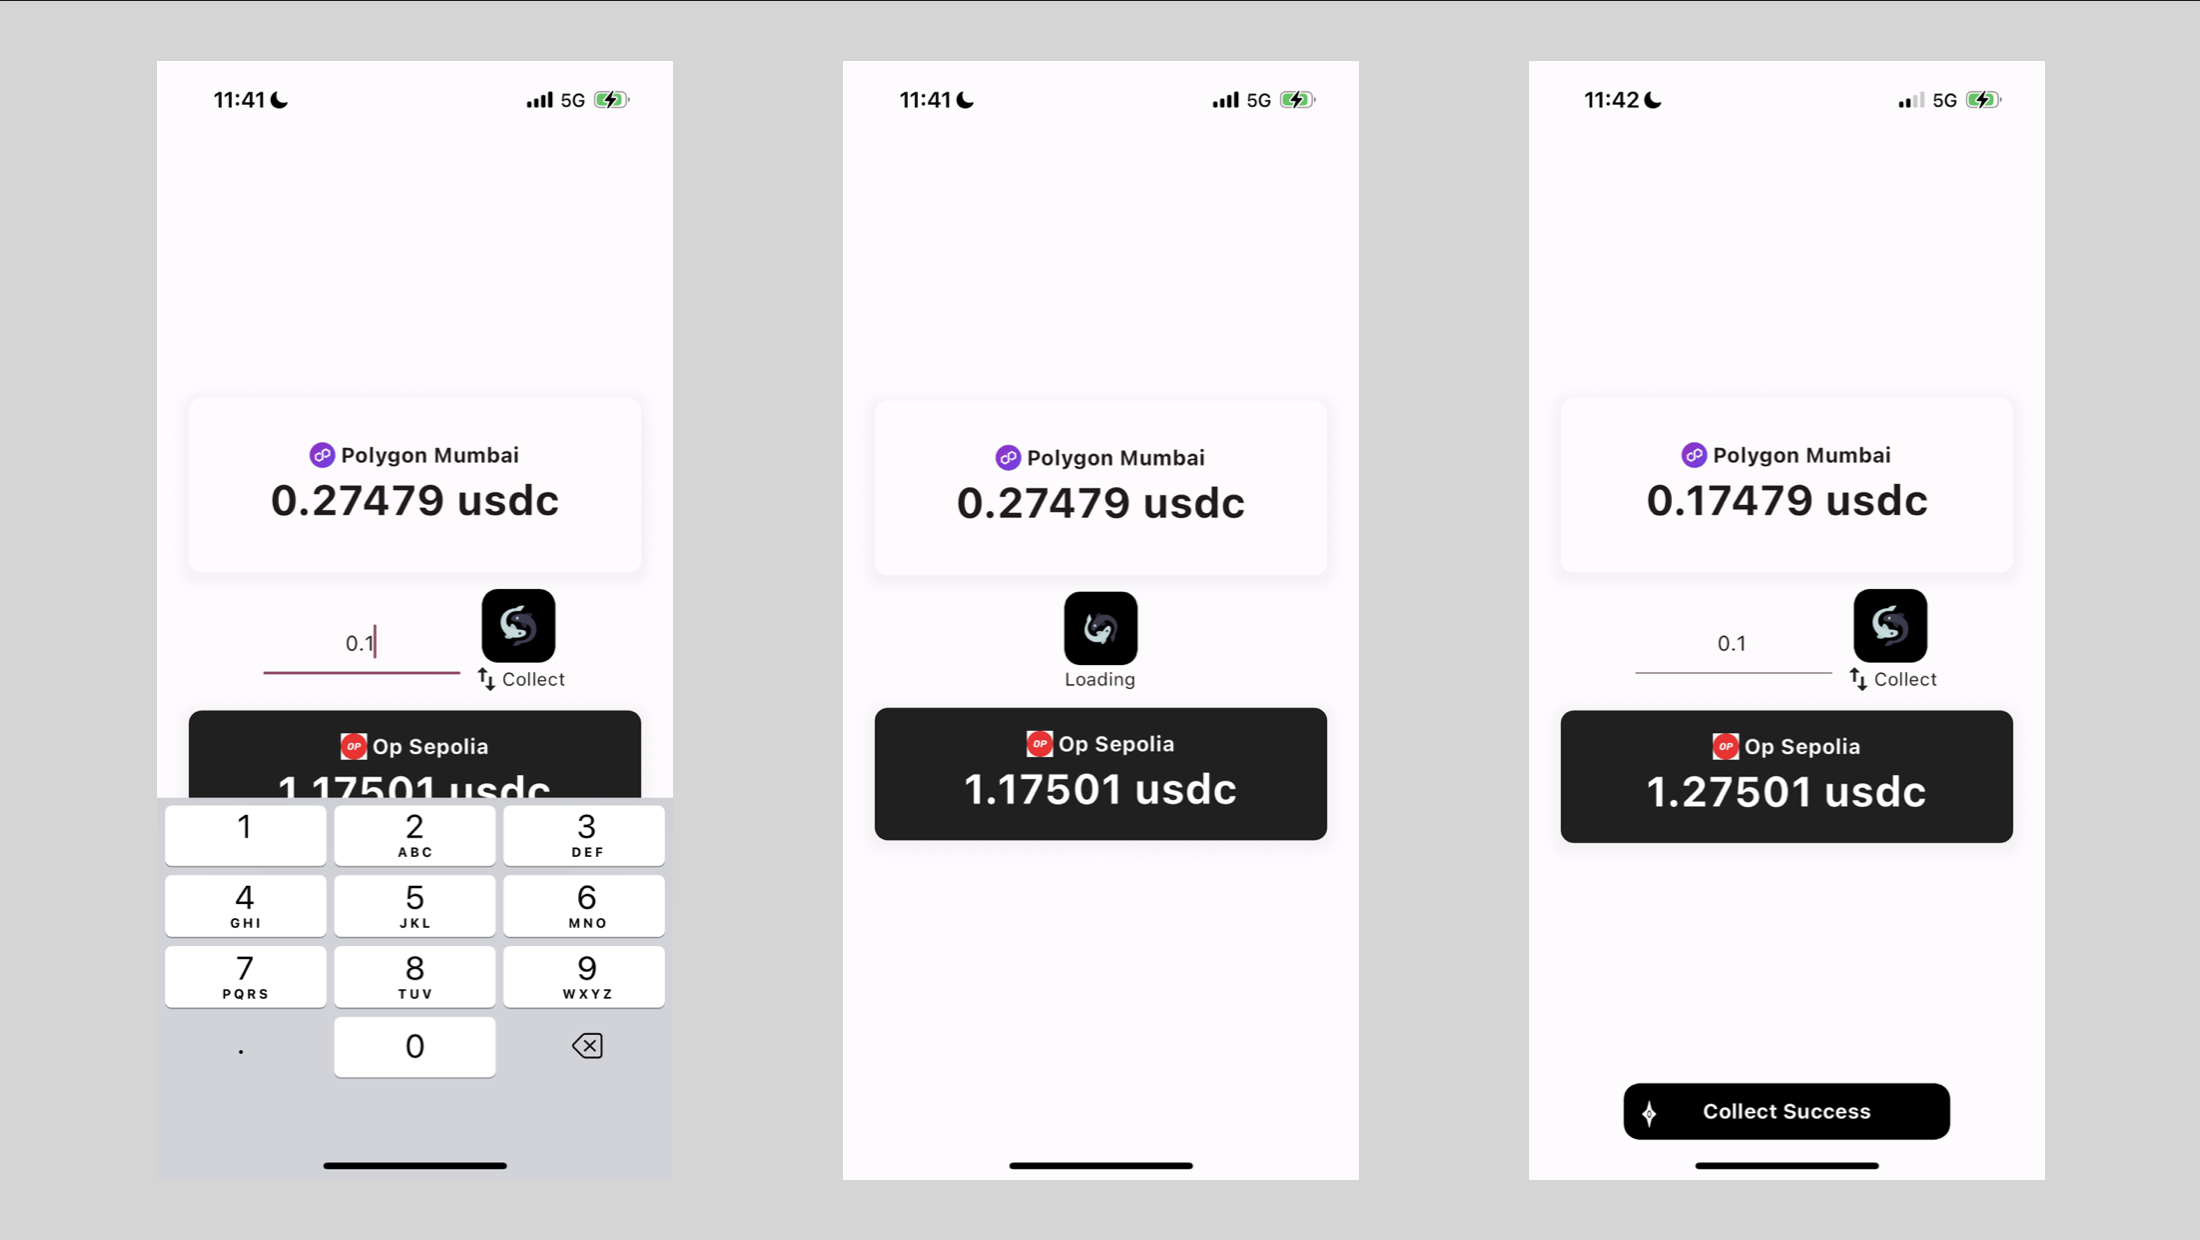 11:41
5G
Polygon Mumbai
0.27479 usdc
0.1
Collect
OP Op Sepolia
1.17501 usdc
1
2 ABC
3 DEF
4 GHI
5 JKL
6 MNO
7 PQRS
8 TUV
9 WXYZ
.
0
11:41
5G
Polygon Mumbai
0.27479 usdc
Loading
OP Op Sepolia
1.17501 usdc
11:42
5G
Polygon Mumbai
0.17479 usdc
0.1
Collect
OP Op Sepolia
1.27501 usdc
Collect Success